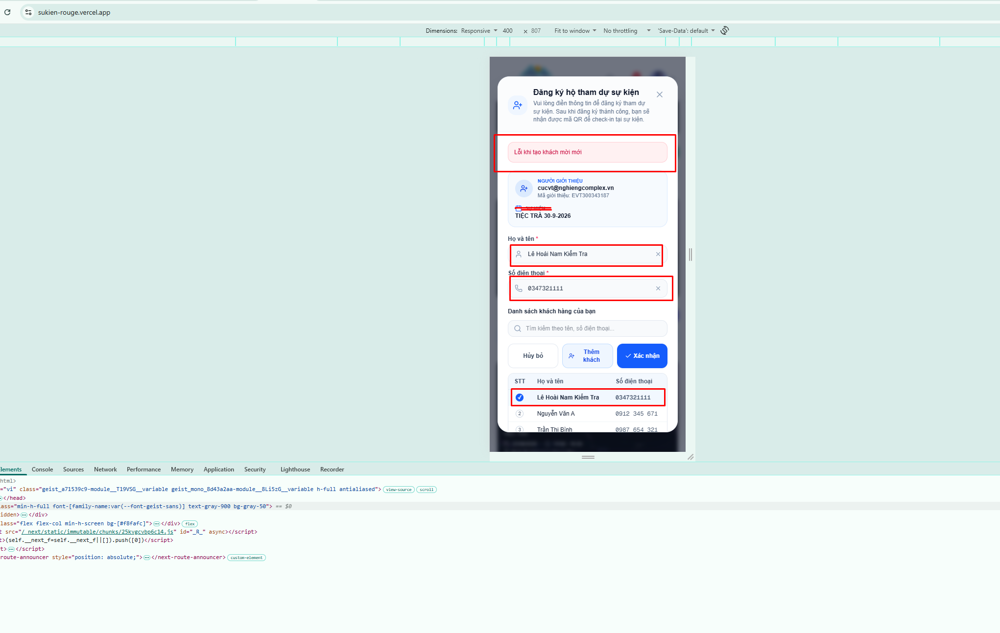 sukien-rouge.vercel.app
Dimensions: Responsive 400 × 807 Fit to window No throttling 'Save-Data': default
Đăng ký hộ tham dự sự kiện
Vui lòng điền thông tin để đăng ký tham dự
sự kiện. Sau khi đăng ký thành công, bạn sẽ
nhận được mã QR để check-in tại sự kiện.
Lỗi khi tạo khách mời mới
NGƯỜI GIỚI THIỆU
cucvt@nghiengcomplex.vn
Mã giới thiệu: EVT300343187
TIỆC TRÀ 30-9-2026
Họ và tên *
Lê Hoài Nam Kiểm Tra
Số điện thoại *
0347321111
Danh sách khách hàng của bạn
Tìm kiếm theo tên, số điện thoại...
Hủy bỏ
Thêm
khách
Xác nhận
STT Họ và tên Số điện thoại
Lê Hoài Nam Kiểm Tra 0347321111
2 Nguyễn Văn A 0912 345 671
3 Trần Thị Bình 0987 654 321
Elements Console Sources Network Performance Memory Application Security Lighthouse Recorder
html>
="vi" class="geist_a71539c9-module__T19VSG__variable geist_mono_8d43a2aa-module__8Li5zG__variable h-full antialiased"> view-source scroll
</head>
lass="min-h-full font-[family-name:var(--font-geist-sans)] text-gray-900 bg-gray-50"> == $0
idden> ⋯ </div>
lass="flex flex-col min-h-screen bg-[#f8fafc]"> ⋯ </div> flex
t src="/_next/static/immutable/chunks/25kvgcvbp6c14.js" id="_R_" async></script>
t>(self.__next_f=self.__next_f||[]).push([0])</script>
t> ⋯ </script>
route-announcer style="position: absolute;"> ⋯ </next-route-announcer> custom-element